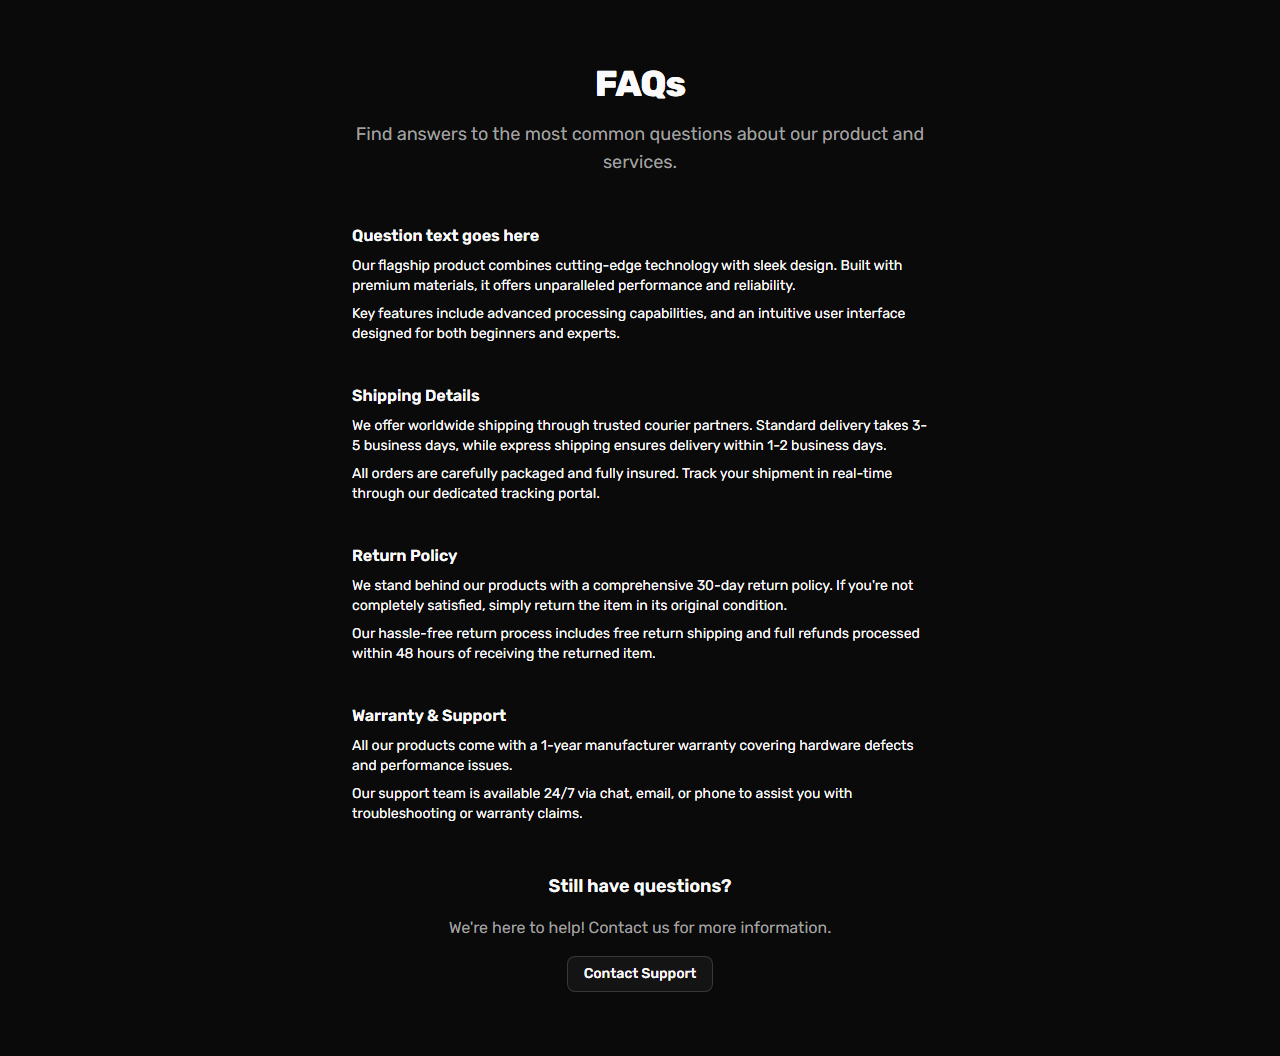 FAQs
Find answers to the most common questions about our product and
services.
Question text goes here
Our flagship product combines cutting-edge technology with sleek design. Built with
premium materials, it offers unparalleled performance and reliability.
Key features include advanced processing capabilities, and an intuitive user interface
designed for both beginners and experts.
Shipping Details
We offer worldwide shipping through trusted courier partners. Standard delivery takes 3-
5 business days, while express shipping ensures delivery within 1-2 business days.
All orders are carefully packaged and fully insured. Track your shipment in real-time
through our dedicated tracking portal.
Return Policy
We stand behind our products with a comprehensive 30-day return policy. If you're not
completely satisfied, simply return the item in its original condition.
Our hassle-free return process includes free return shipping and full refunds processed
within 48 hours of receiving the returned item.
Warranty & Support
All our products come with a 1-year manufacturer warranty covering hardware defects
and performance issues.
Our support team is available 24/7 via chat, email, or phone to assist you with
troubleshooting or warranty claims.
Still have questions?
We're here to help! Contact us for more information.
Contact Support